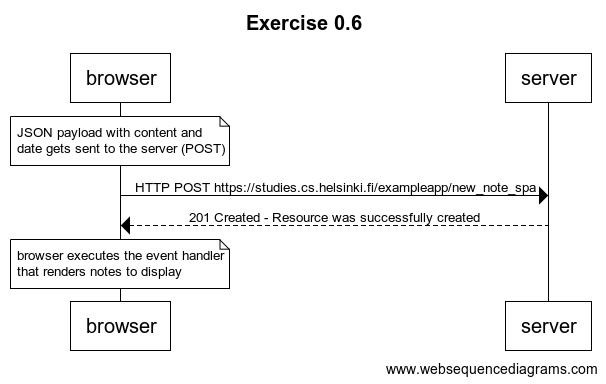 Exercise 0.6
browser
server
JSON payload with content and
date gets sent to the server (POST)
HTTP POST https://studies.cs.helsinki.fi/exampleapp/new_note_spa
201 Created - Resource was successfully created
browser executes the event handler
that renders notes to display
browser
server
www.websequencediagrams.com